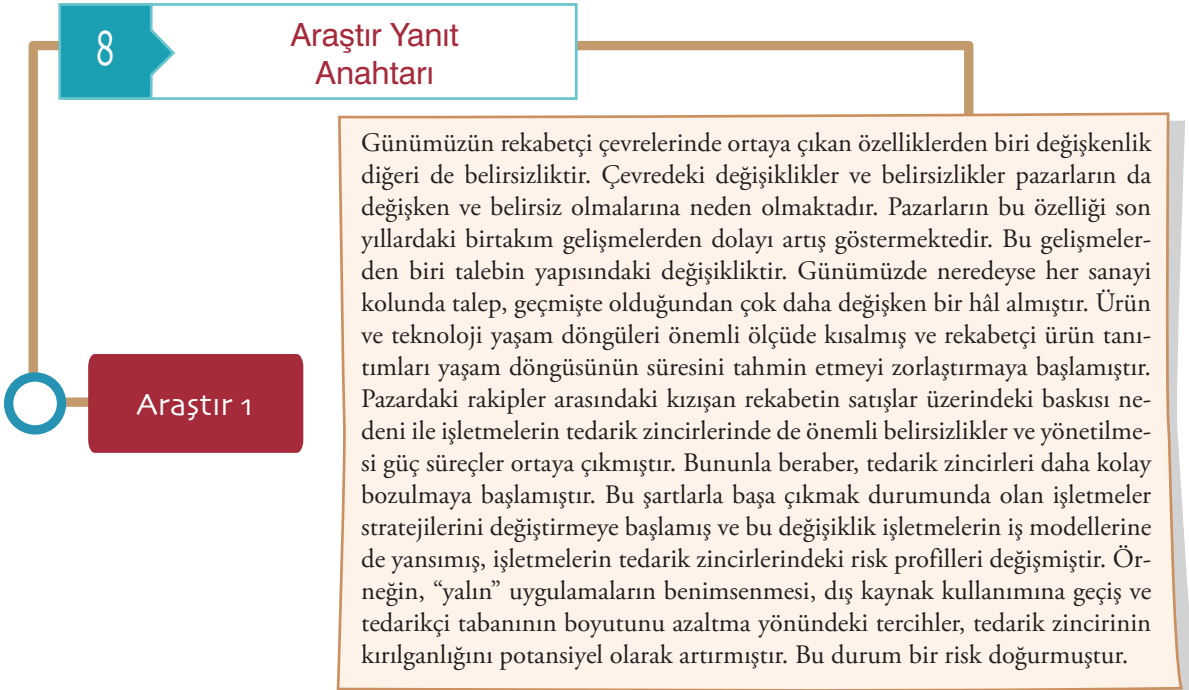 8
Araştır Yanıt
Anahtarı
Araştır 1
Günümüzün rekabetçi çevrelerinde ortaya çıkan özelliklerden biri değişkenlik
diğeri de belirsizliktir. Çevredeki değişiklikler ve belirsizlikler pazarların da
değişken ve belirsiz olmalarına neden olmaktadır. Pazarların bu özelliği son
yıllardaki birtakım gelişmelerden dolayı artış göstermektedir. Bu gelişmeler-
den biri talebin yapısındaki değişikliktir. Günümüzde neredeyse her sanayi
kolunda talep, geçmişte olduğundan çok daha değişken bir hâl almıştır. Ürün
ve teknoloji yaşam döngüleri önemli ölçüde kısalmış ve rekabetçi ürün tanı-
tımları yaşam döngüsünün süresini tahmin etmeyi zorlaştırmaya başlamıştır.
Pazardaki rakipler arasındaki kızışan rekabetin satışlar üzerindeki baskısı ne-
deni ile işletmelerin tedarik zincirlerinde de önemli belirsizlikler ve yönetilme-
si güç süreçler ortaya çıkmıştır. Bununla beraber, tedarik zincirleri daha kolay
bozulmaya başlamıştır. Bu şartlarla başa çıkmak durumunda olan işletmeler
stratejilerini değiştirmeye başlamış ve bu değişiklik işletmelerin iş modellerine
de yansımış, işletmelerin tedarik zincirlerindeki risk profilleri değişmiştir. Ör-
neğin, “yalın” uygulamaların benimsenmesi, dış kaynak kullanımına geçiş ve
tedarikçi tabanının boyutunu azaltma yönündeki tercihler, tedarik zincirinin
kırılganlığını potansiyel olarak artırmıştır. Bu durum bir risk doğurmuştur.